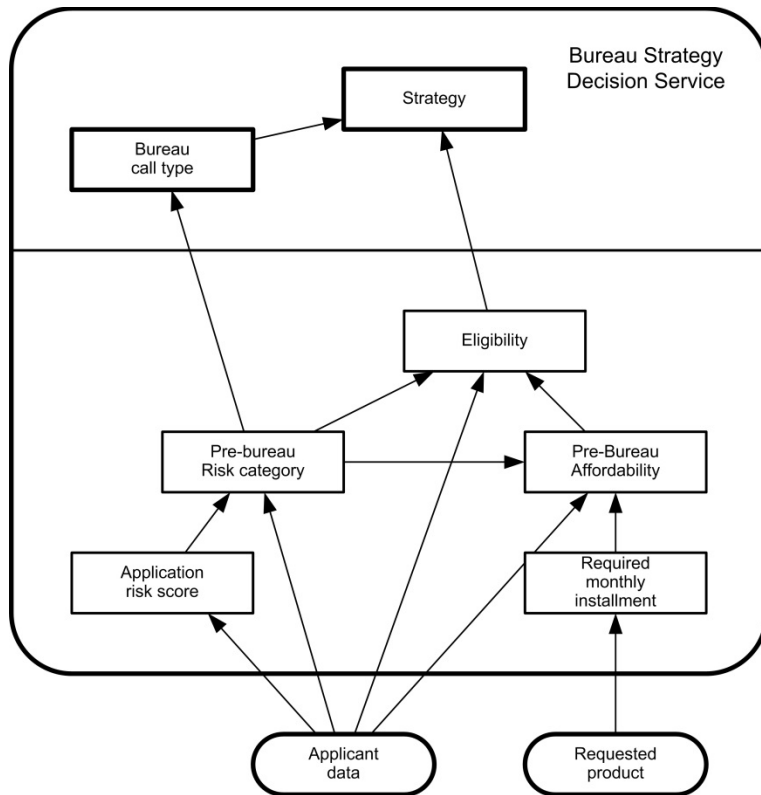 Bureau Strategy
Decision Service
Strategy
Bureau
call type
Eligibility
Pre-bureau
Risk category
Pre-Bureau
Affordability
Application
risk score
Required
monthly
installment
Applicant
data
Requested
product